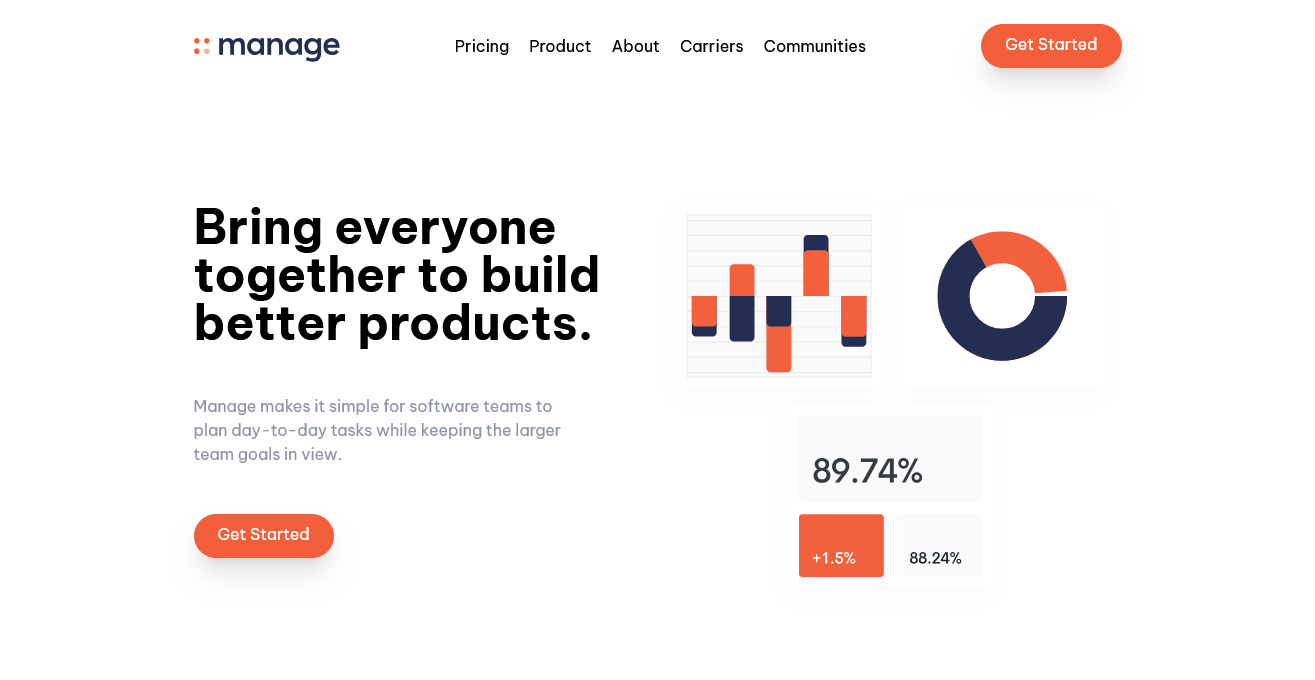 manage
Pricing Product About Carriers Communities
Get Started
Bring everyone
together to build
better products.
Manage makes it simple for software teams to
plan day-to-day tasks while keeping the larger
team goals in view.
Get Started
89.74%
+1.5%
88.24%